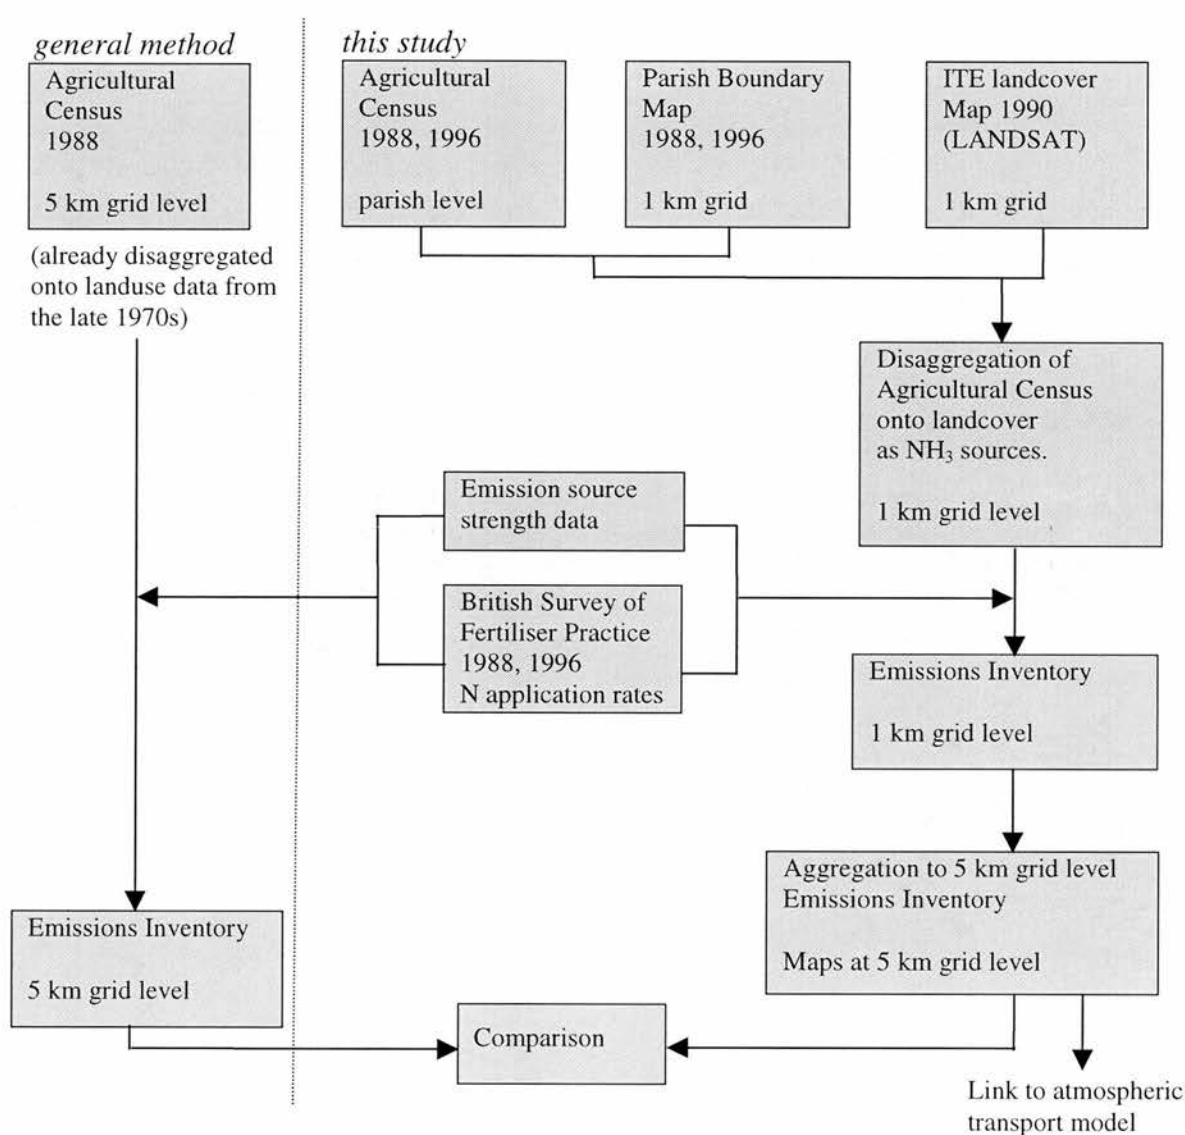 general method
Agricultural
Census
1988
5 km grid level
(already disaggregated
onto landuse data from
the late 1970s)
this study
Agricultural
Census
1988, 1996
parish level
Parish Boundary
Map
1988, 1996
1 km grid
ITE landcover
Map 1990
(LANDSAT)
1 km grid
Disaggregation of
Agricultural Census
onto landcover
as NH₃ sources.
1 km grid level
Emission source
strength data
British Survey of
Fertiliser Practice
1988, 1996
N application rates
Emissions Inventory
1 km grid level
Aggregation to 5 km grid level
Emissions Inventory
Maps at 5 km grid level
Emissions Inventory
5 km grid level
Comparison
Link to atmospheric
transport model